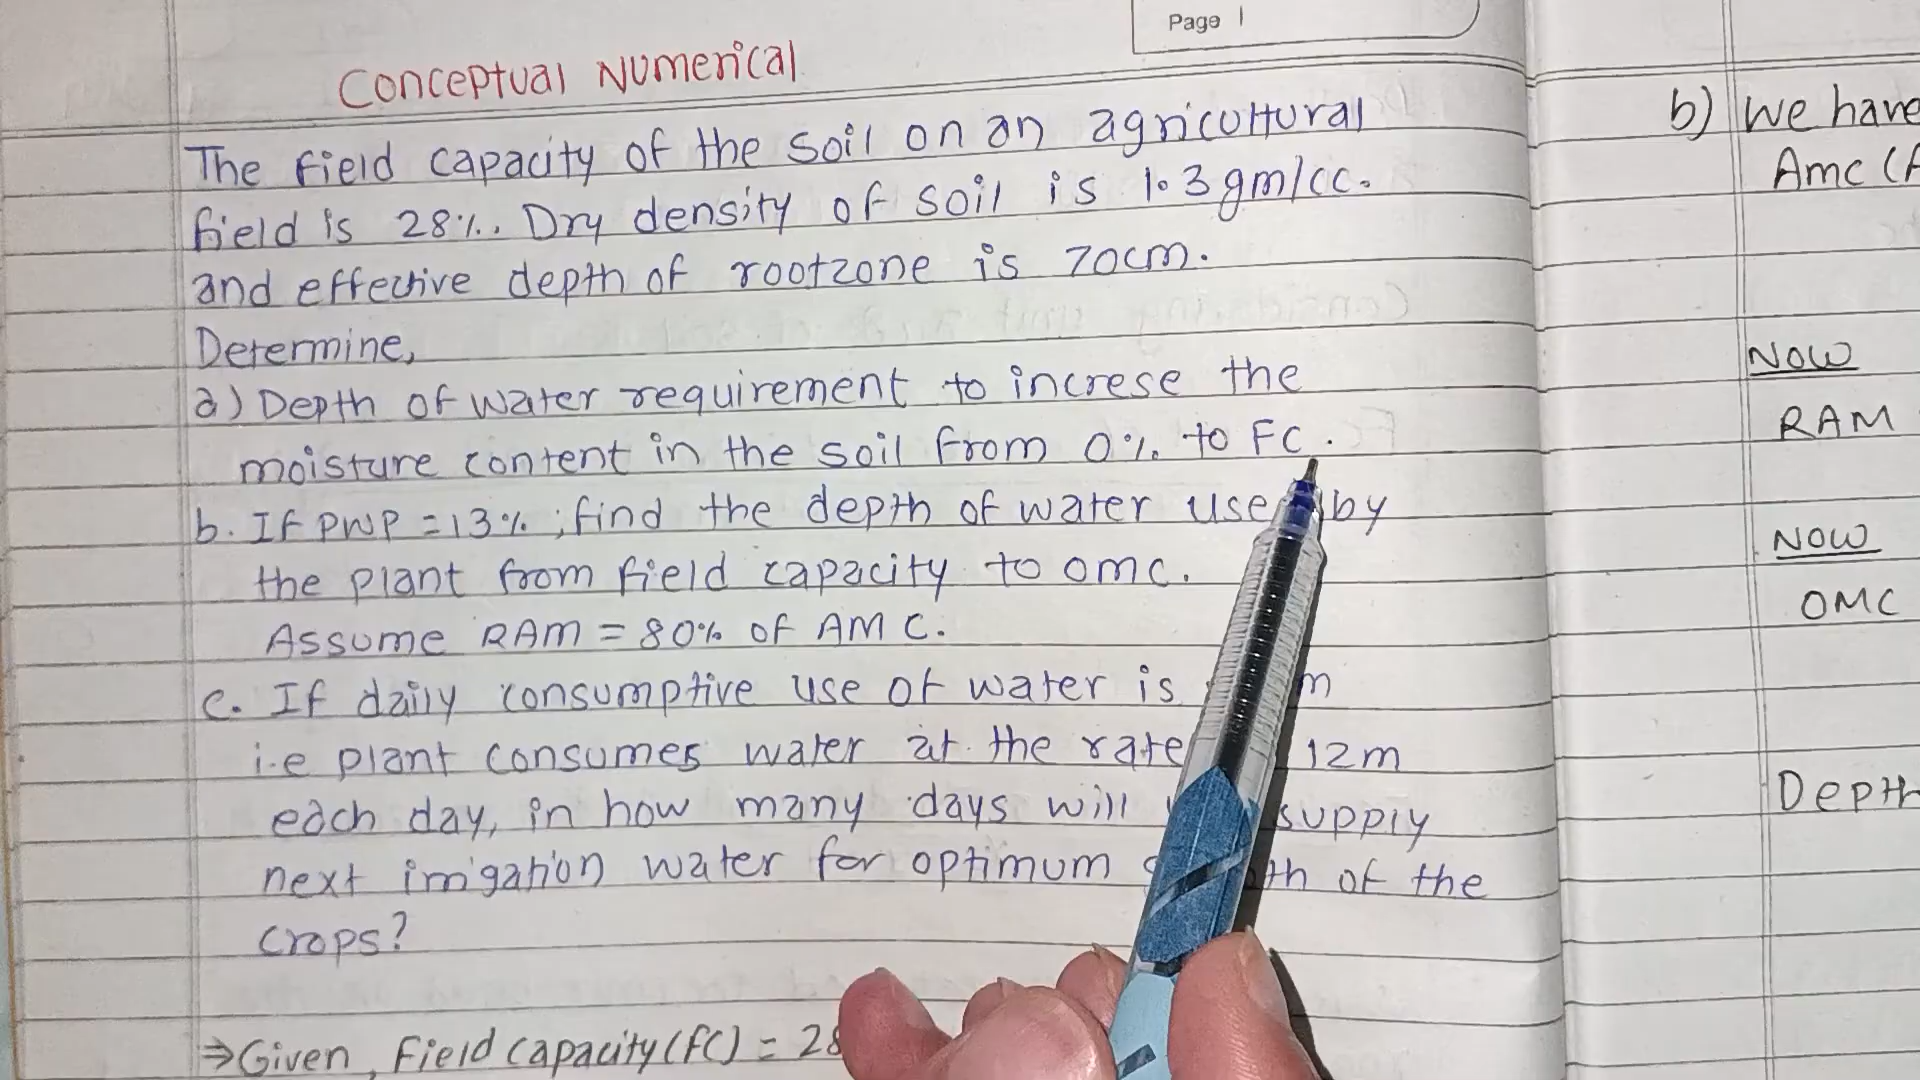 Page 1
Conceptual Numerical
The field capacity of the soil on an agricultural
field is 28%. Dry density of soil is 1.3 gm/cc.
and effective depth of rootzone is 70cm.
Determine,
a) Depth of water requirement to increse the
moisture content in the soil from 0% to FC.
b. If PWP = 13%; find the depth of water use by
the plant from field capacity to omc.
Assume RAM = 80% of AMC.
c. If daily consumptive use of water is m
i.e plant consumes water at the rate 12m
each day, in how many days will supply
next irrigation water for optimum of the
crops?
⇒ Given, Field capacity (FC) = 28
b) we have
Amc (
Now
RAM
Now
OMC
Depth